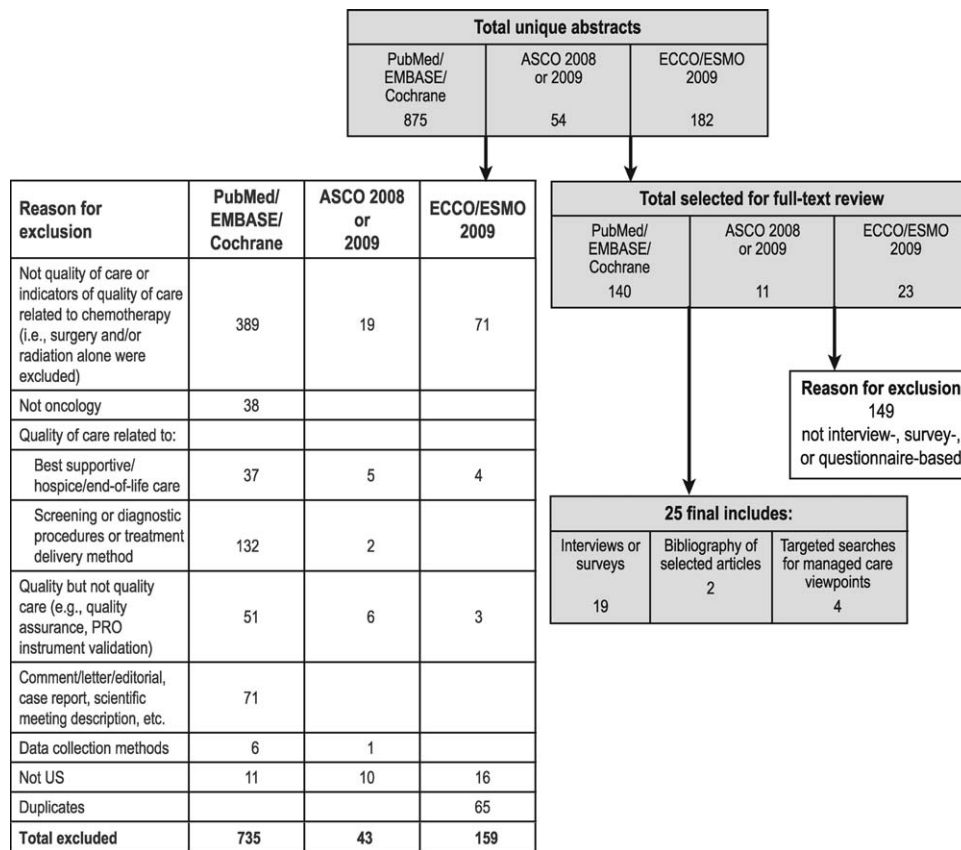 Total unique abstracts
PubMed/
EMBASE/
Cochrane
875
ASCO 2008
or 2009
54
ECCO/ESMO
2009
182
Reason for
exclusion
PubMed/
EMBASE/
Cochrane
ASCO 2008
or
2009
ECCO/ESMO
2009
Not quality of care or
indicators of quality of care
related to chemotherapy
(i.e., surgery and/or
radiation alone were
excluded)
389 19 71
Not oncology 38
Quality of care related to:
Best supportive/
hospice/end-of-life care
37 5 4
Screening or diagnostic
procedures or treatment
delivery method
132 2
Quality but not quality
care (e.g., quality
assurance, PRO
instrument validation)
51 6 3
Comment/letter/editorial,
case report, scientific
meeting description, etc.
71
Data collection methods 6 1
Not US 11 10 16
Duplicates 65
Total excluded 735 43 159
Total selected for full-text review
PubMed/
EMBASE/
Cochrane
140
ASCO 2008
or 2009
11
ECCO/ESMO
2009
23
Reason for exclusion
149
not interview-, survey-,
or questionnaire-based
25 final includes:
Interviews or
surveys
19
Bibliography of
selected articles
2
Targeted searches
for managed care
viewpoints
4